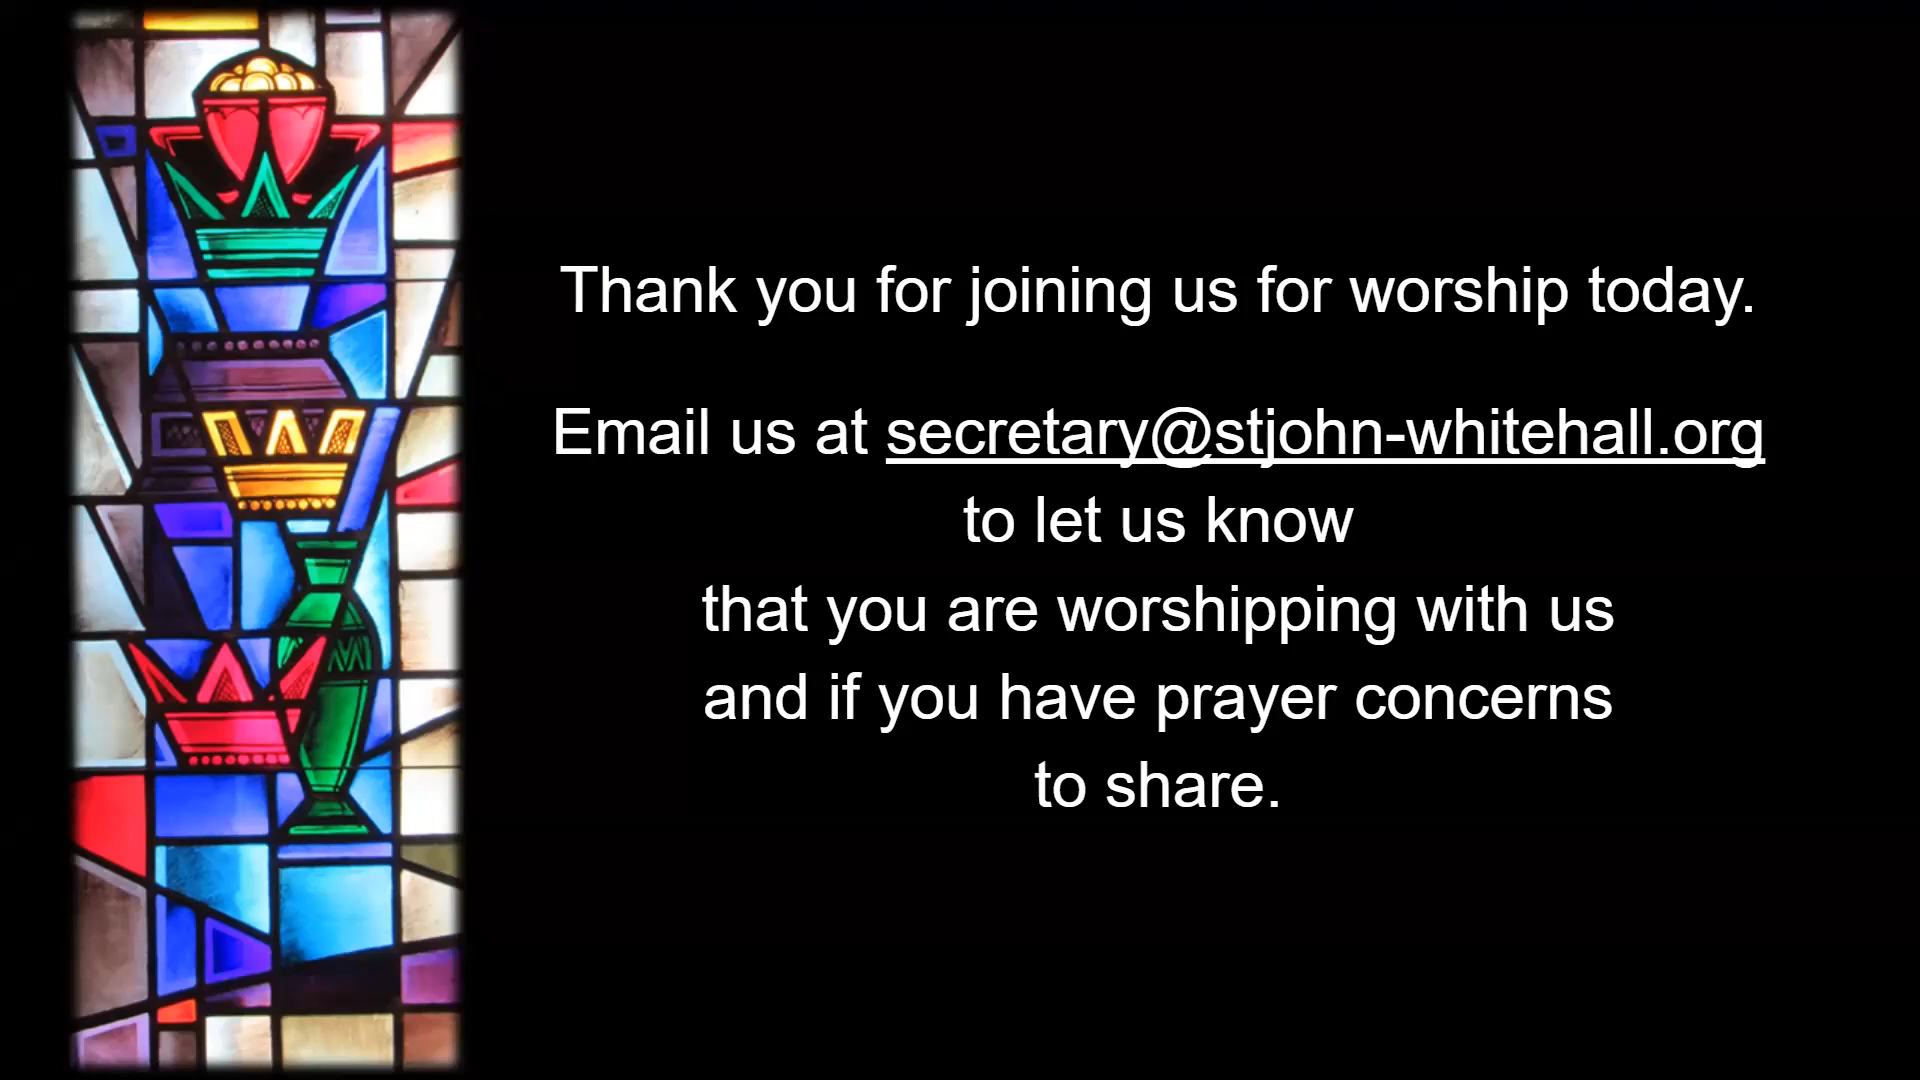 Thank you for joining us for worship today.
Email us at secretary@stjohn-whitehall.org
to let us know
that you are worshipping with us
and if you have prayer concerns
to share.